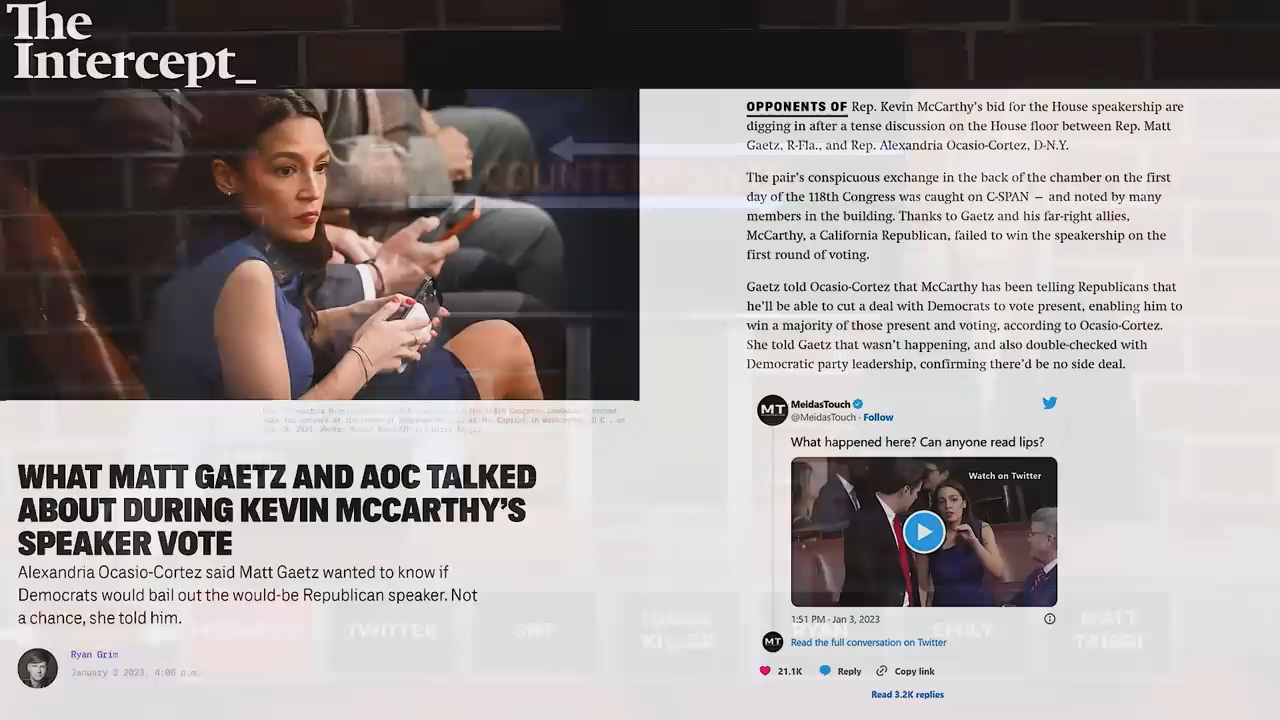 The
Intercept_
WHAT MATT GAETZ AND AOC TALKED
ABOUT DURING KEVIN MCCARTHY'S
SPEAKER VOTE
Alexandria Ocasio-Cortez said Matt Gaetz wanted to know if
Democrats would bail out the would-be Republican speaker. Not
a chance, she told him.
Ryan Grim
January 3 2023, 4:06 p.m.
OPPONENTS OF Rep. Kevin McCarthy's bid for the House speakership are
digging in after a tense discussion on the House floor between Rep. Matt
Gaetz, R-Fla., and Rep. Alexandria Ocasio-Cortez, D-N.Y.
The pair's conspicuous exchange in the back of the chamber on the first
day of the 118th Congress was caught on C-SPAN — and noted by many
members in the building. Thanks to Gaetz and his far-right allies,
McCarthy, a California Republican, failed to win the speakership on the
first round of voting.
Gaetz told Ocasio-Cortez that McCarthy has been telling Republicans that
he'll be able to cut a deal with Democrats to vote present, enabling him to
win a majority of those present and voting, according to Ocasio-Cortez.
She told Gaetz that wasn't happening, and also double-checked with
Democratic party leadership, confirming there'd be no side deal.
MT MeidasTouch
@MeidasTouch · Follow
What happened here? Can anyone read lips?
Watch on Twitter
1:51 PM · Jan 3, 2023
MT Read the full conversation on Twitter
21.1K Reply Copy link
Read 3.2K replies
TWITTER
KILLER
RYAN
EMILY
MATT